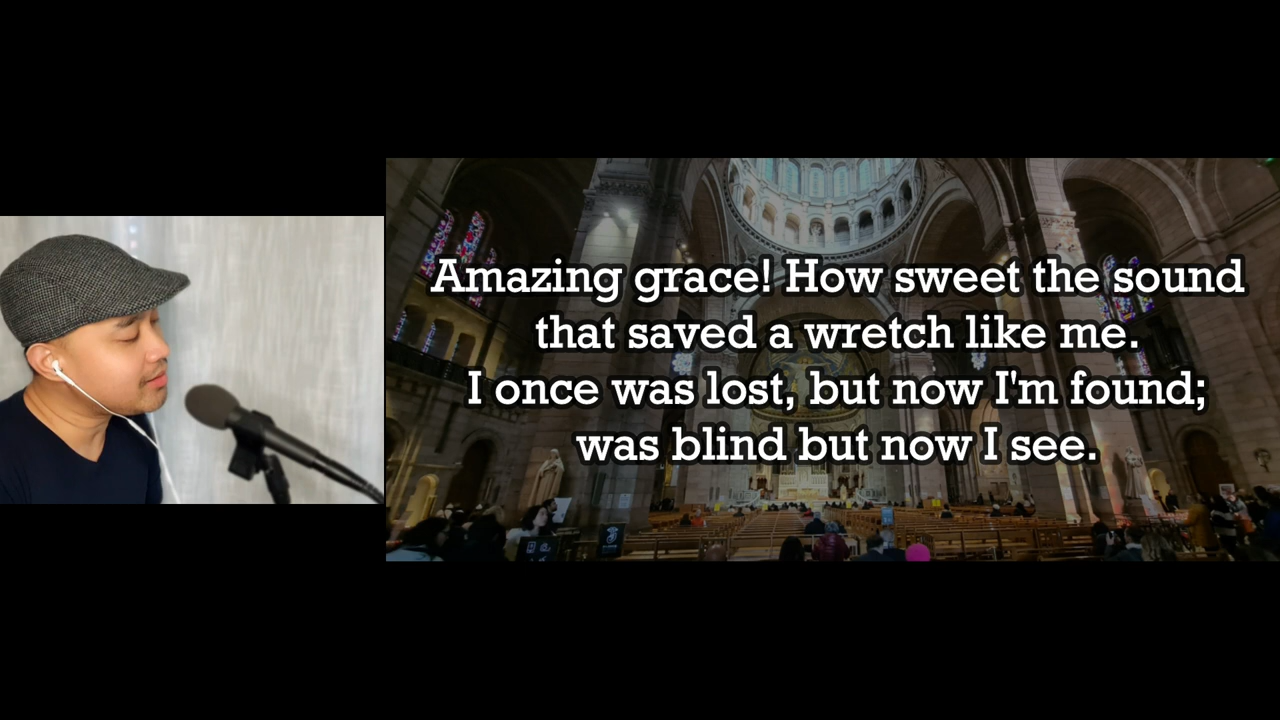 Amazing grace! How sweet the sound
that saved a wretch like me.
I once was lost, but now I'm found;
was blind but now I see.